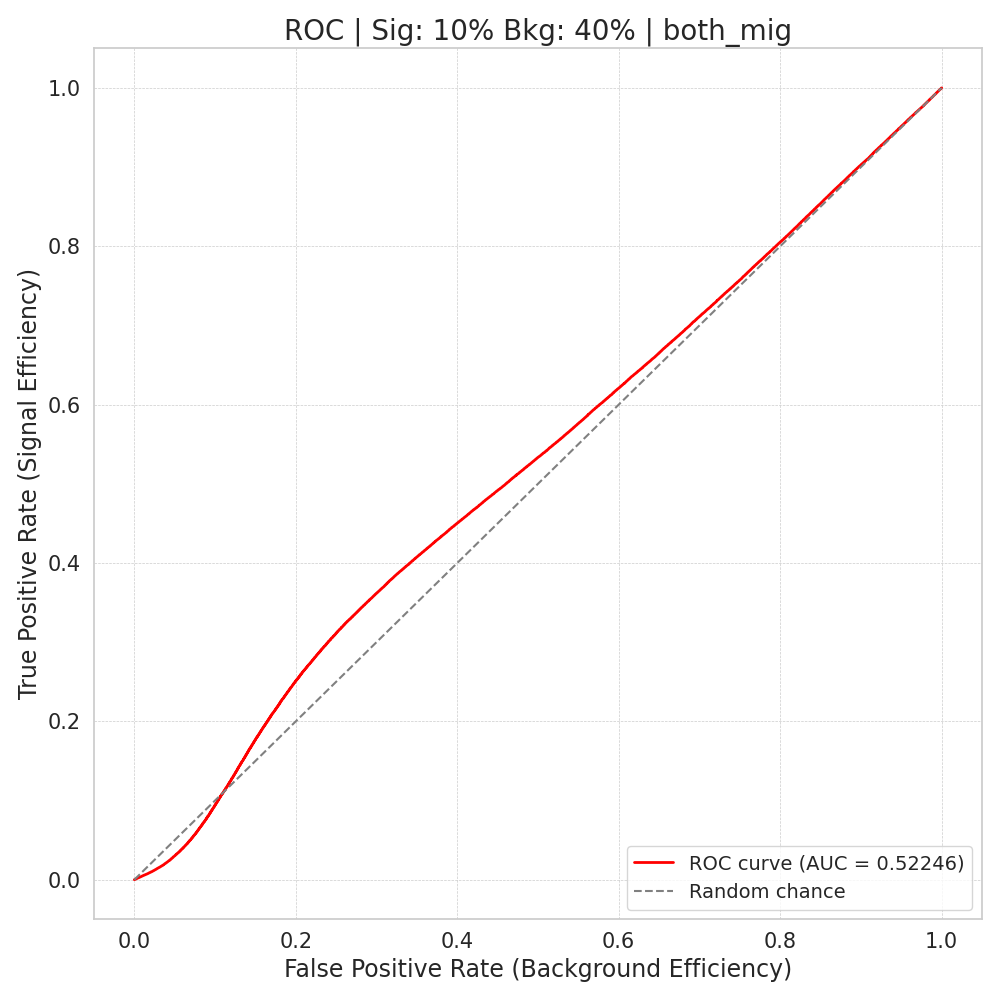 ROC | Sig: 10% Bkg: 40% | both_mig
True Positive Rate (Signal Efficiency)
1.0
0.8
0.6
0.4
0.2
0.0
ROC curve (AUC = 0.52246)
Random chance
0.0 0.2 0.4 0.6 0.8 1.0
False Positive Rate (Background Efficiency)